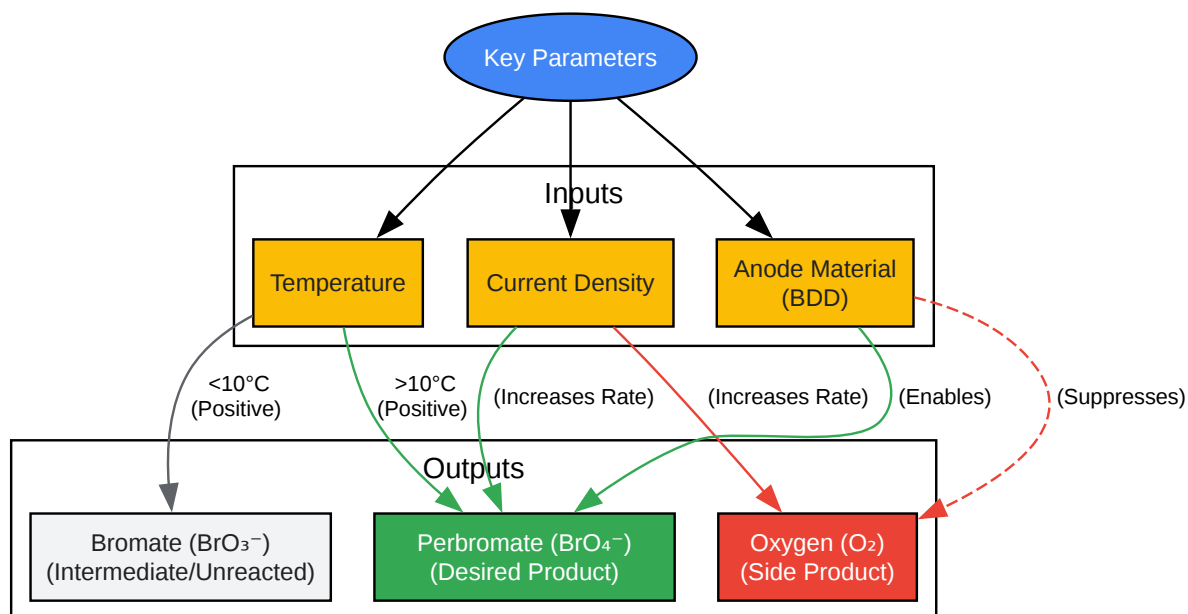 Key Parameters
Inputs
Temperature
Current Density
Anode Material
(BDD)
<10°C
(Positive)
>10°C
(Positive)
(Increases Rate)
(Increases Rate)
(Enables)
(Suppresses)
Outputs
Bromate (BrO₃⁻)
(Intermediate/Unreacted)
Perbromate (BrO₄⁻)
(Desired Product)
Oxygen (O₂)
(Side Product)